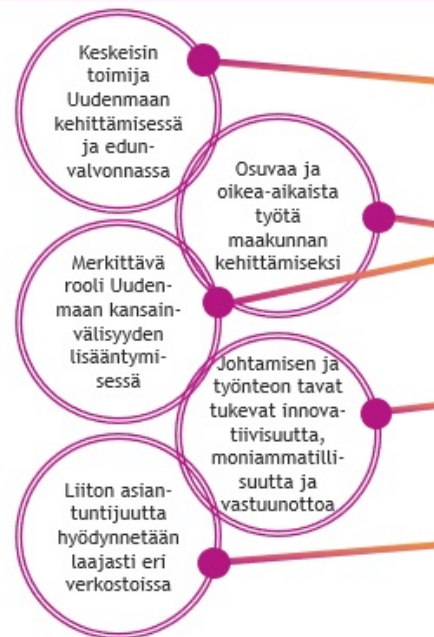 Keskeisin
toimija
Uudenmaan
kehittämisessä
ja edun-
valvonnassa
Osuvaa ja
oikea-aikaista
työtä
maakunnan
kehittämiseksi
Merkittävä
rooli Uuden-
maan kansain-
välisyyden
lisääntymi-
sessä
Johtamisen ja
työnteon tavat
tukevat innova-
tiivisuutta,
moniammatilli-
suutta ja
vastuunottoa
Liiton asian-
tuntijuutta
hyödynnetään
laajasti eri
verkostoissa